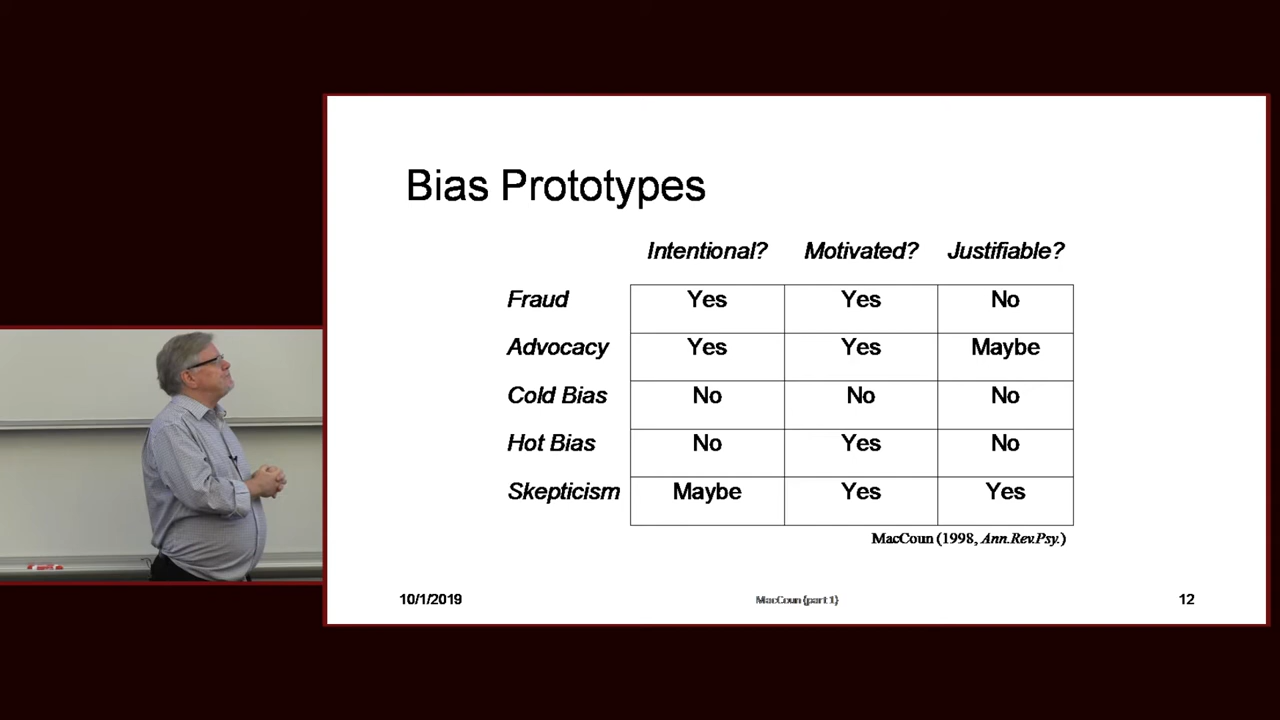 Bias Prototypes
Intentional? Motivated? Justifiable?
Fraud Yes Yes No
Advocacy Yes Yes Maybe
Cold Bias No No No
Hot Bias No Yes No
Skepticism Maybe Yes Yes
MacCoun (1998, Ann.Rev.Psy.)
10/1/2019 MacCoun (part 1) 12